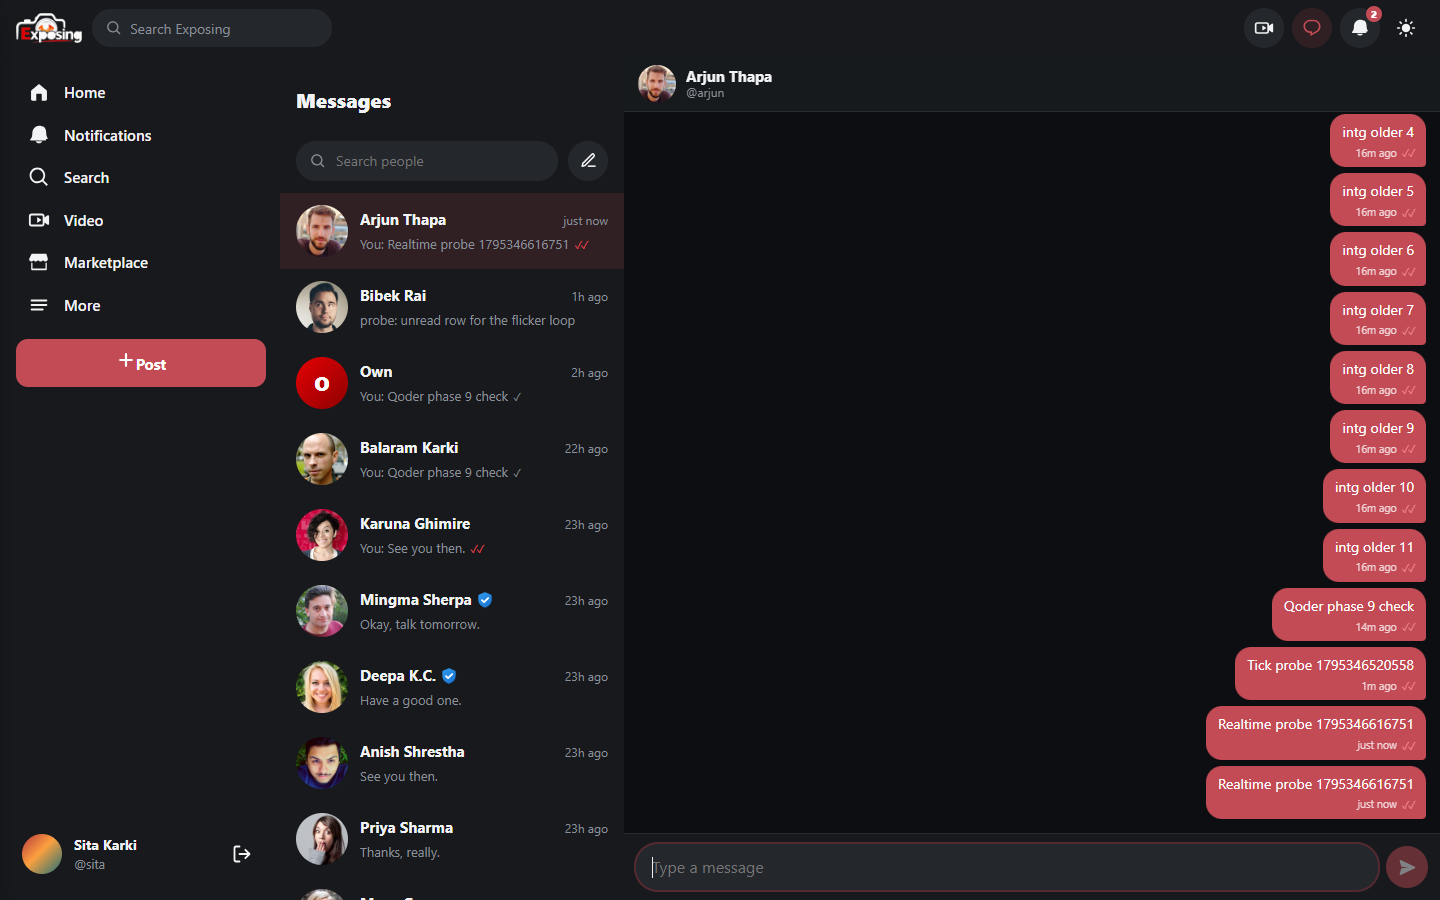 Exposing
Search Exposing
2
Home
Notifications
Search
Video
Marketplace
More
Post
Sita Karki
@sita
Messages
Search people
Arjun Thapa
just now
You: Realtime probe 1795346616751
Bibek Rai
1h ago
probe: unread row for the flicker loop
O
Own
2h ago
You: Qoder phase 9 check
Balaram Karki
22h ago
You: Qoder phase 9 check
Karuna Ghimire
23h ago
You: See you then.
Mingma Sherpa
23h ago
Okay, talk tomorrow.
Deepa K.C.
23h ago
Have a good one.
Anish Shrestha
23h ago
See you then.
Priya Sharma
23h ago
Thanks, really.
Arjun Thapa
@arjun
intg older 4
16m ago
intg older 5
16m ago
intg older 6
16m ago
intg older 7
16m ago
intg older 8
16m ago
intg older 9
16m ago
intg older 10
16m ago
intg older 11
16m ago
Qoder phase 9 check
14m ago
Tick probe 1795346520558
1m ago
Realtime probe 1795346616751
just now
Realtime probe 1795346616751
just now
Type a message